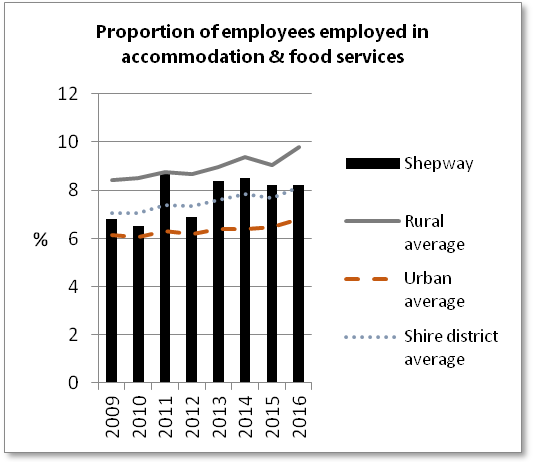 Proportion of employees employed in
accommodation & food services
12
10
8
6
4
2
0
%
2009
2010
2011
2012
2013
2014
2015
2016
Shepway
Rural
average
Urban
average
Shire district
average